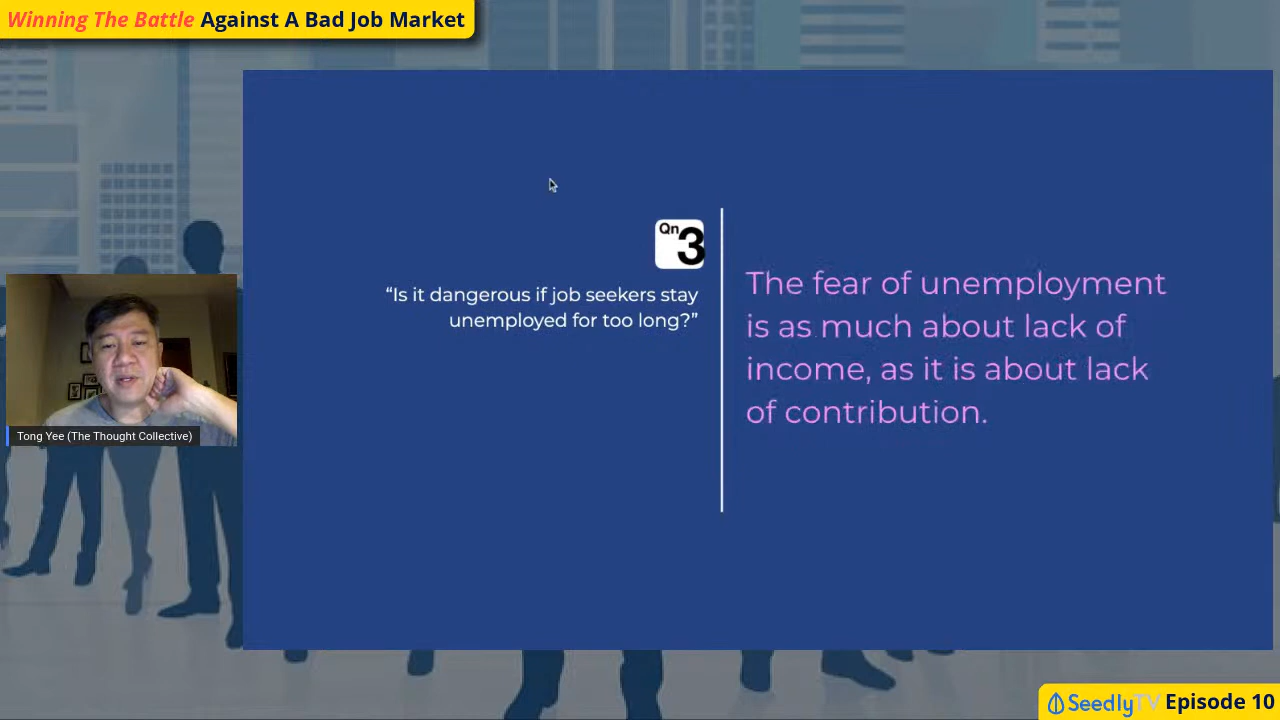 Winning The Battle Against A Bad Job Market
Qn 3
“Is it dangerous if job seekers stay
unemployed for too long?”
The fear of unemployment
is as much about lack of
income, as it is about lack
of contribution.
Tong Yee (The Thought Collective)
SeedlyTV Episode 10